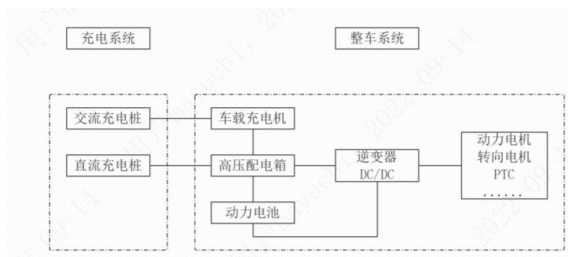 充电系统
整车系统
交流充电桩
车载充电机
直流充电桩
高压配电箱
逆变器
DC/DC
动力电机
转向电机
PTC
......
动力电池